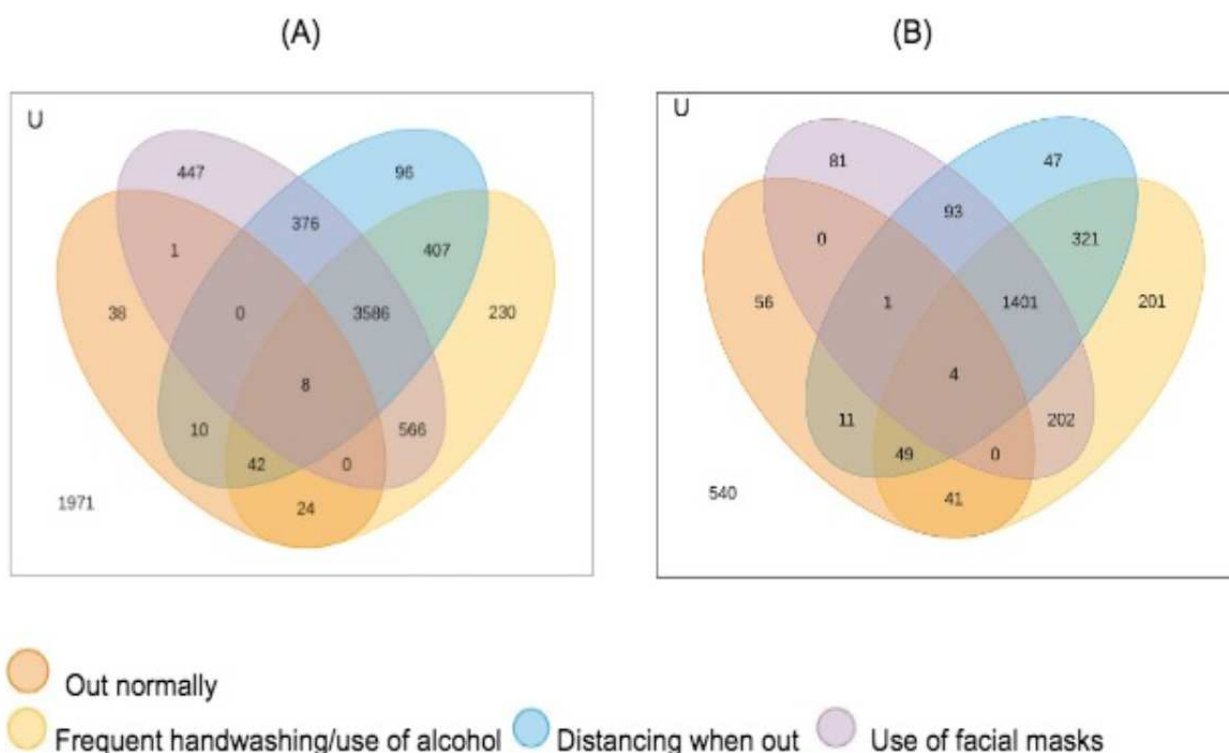 (A) (B)
U U
447 96 81 47
376 93
1 407 0 321
38 0 3586 230 56 1 1401 201
8 4
10 566 11 202
42 0 49 0
1971 24 540 41
Out normally
Frequent handwashing/use of alcohol Distancing when out Use of facial masks